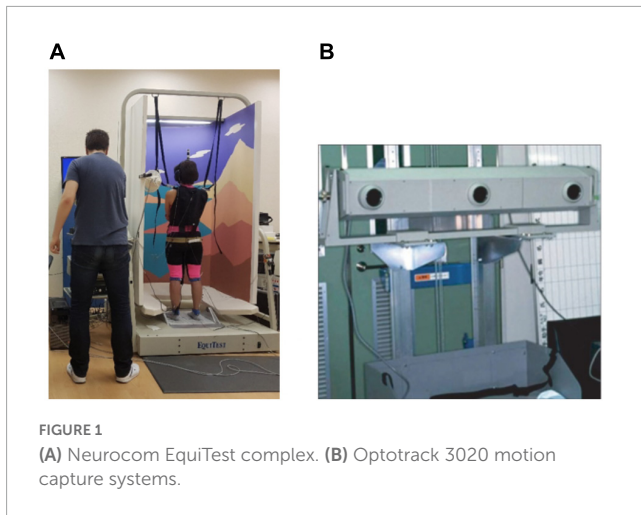 A
B
EQUITEST
FIGURE 1
(A) Neurocom EquiTest complex. (B) Optotrack 3020 motion
capture systems.